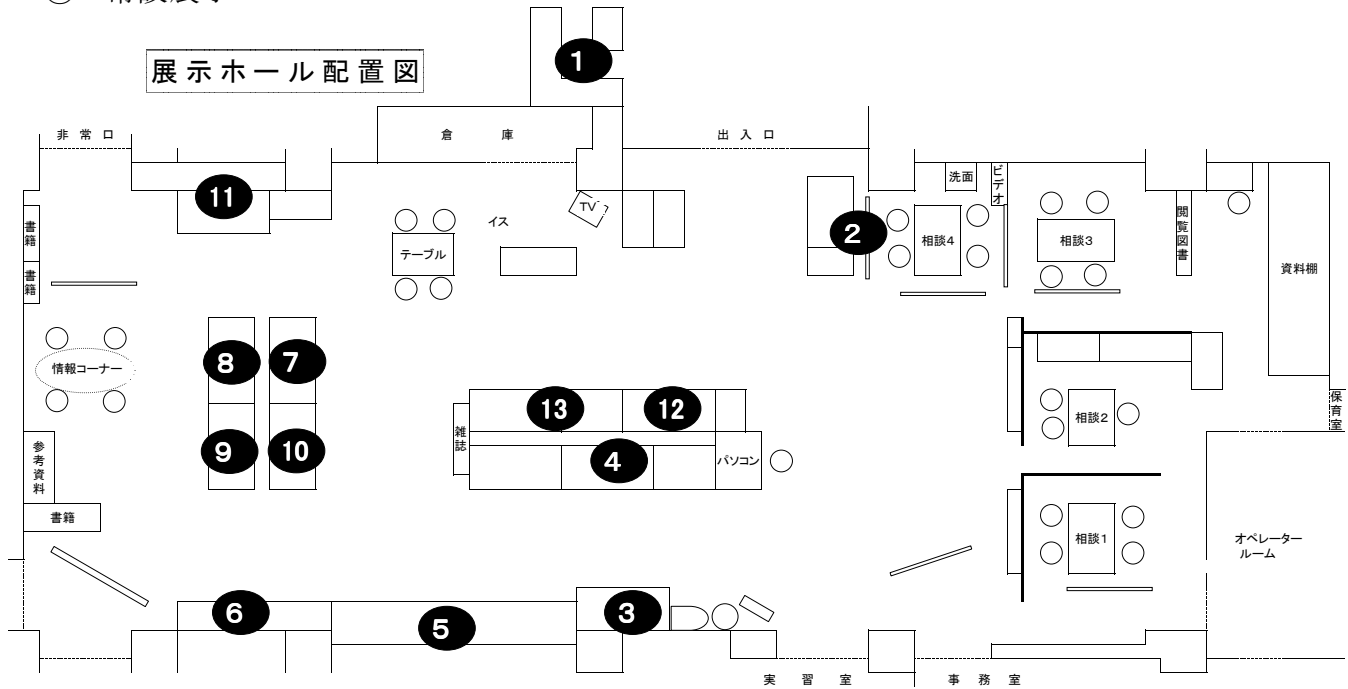 展示ホール配置図
1
非常口
倉庫
出入口
11
書籍
書籍
イス
TV
テーブル
2
洗面
ビデオ
相談4
相談3
閲覧図書
資料棚
情報コーナー
8
7
9
10
13
12
雑誌
4
パソコン
相談2
保育室
参考資料
書籍
相談1
オペレーター
ルーム
6
5
3
実習室
事務室